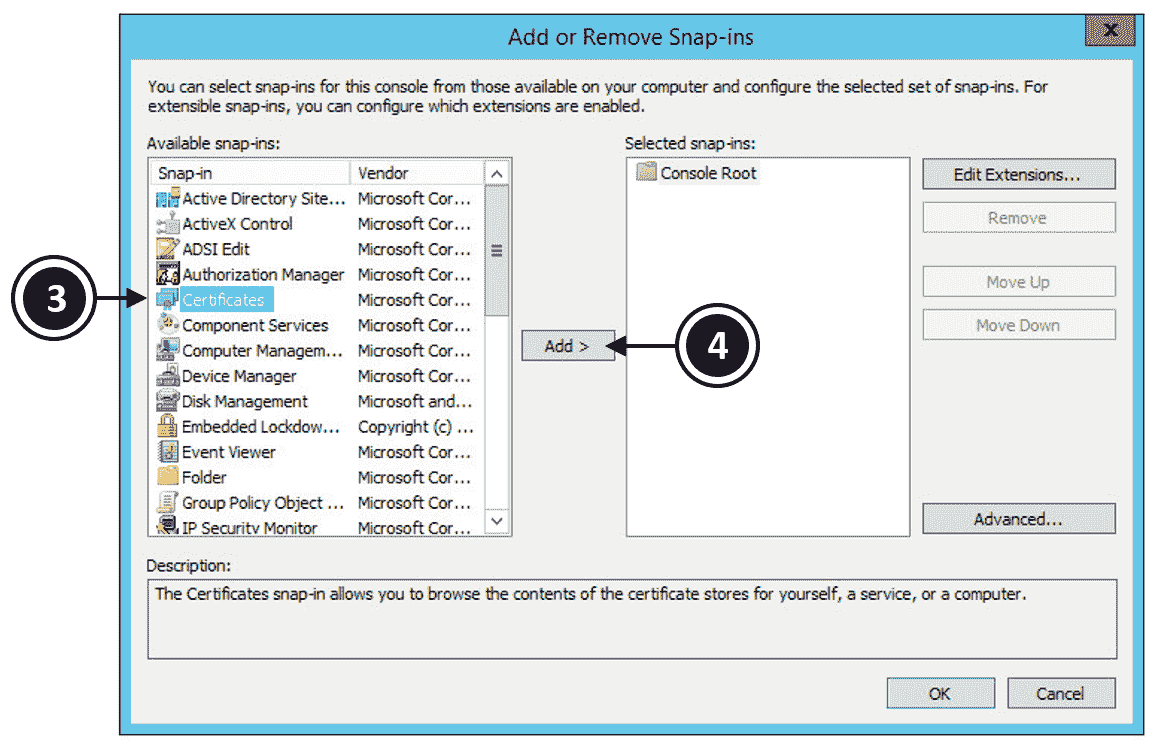 Add or Remove Snap-ins
X
You can select snap-ins for this console from those available on your computer and configure the selected set of snap-ins. For
extensible snap-ins, you can configure which extensions are enabled.
Available snap-ins:
Snap-in Vendor
Active Directory Site... Microsoft Cor...
ActiveX Control Microsoft Cor...
ADSI Edit Microsoft Cor...
Authorization Manager Microsoft Cor...
3 Certificates Microsoft Cor...
Component Services Microsoft Cor...
Computer Managem... Microsoft Cor...
Device Manager Microsoft Cor...
Disk Management Microsoft and...
Embedded Lockdow... Copyright (c) ...
Event Viewer Microsoft Cor...
Folder Microsoft Cor...
Group Policy Object ... Microsoft Cor...
IP Security Monitor Microsoft Cor...
Add > 4
Selected snap-ins:
Console Root
Edit Extensions...
Remove
Move Up
Move Down
Advanced...
Description:
The Certificates snap-in allows you to browse the contents of the certificate stores for yourself, a service, or a computer.
OK Cancel